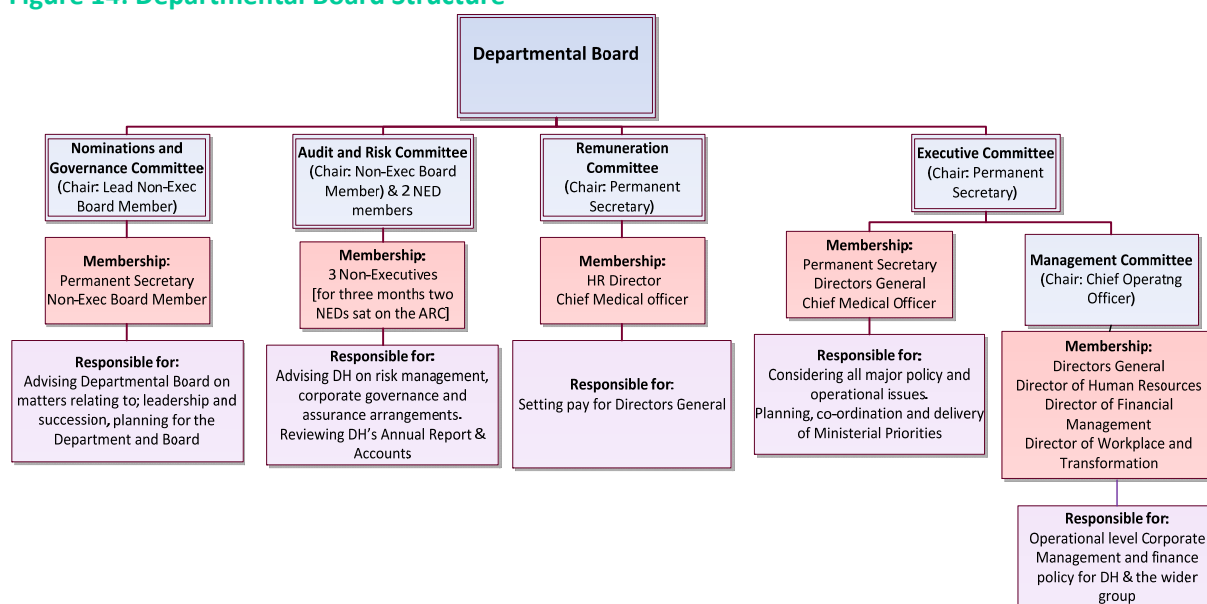 Figure 14: Departmental Board Structure
Departmental Board
Nominations and
Governance Committee
(Chair: Lead Non-Exec
Board Member)
Membership:
Permanent Secretary
Non-Exec Board Member
Responsible for:
Advising Departmental Board on
matters relating to; leadership and
succession, planning for the
Department and Board
Audit and Risk Committee
(Chair: Non-Exec Board
Member) & 2 NED
members
Membership:
3 Non-Executives
[for three months two
NEDs sat on the ARC]
Responsible for:
Advising DH on risk management,
corporate governance and
assurance arrangements.
Reviewing DH's Annual Report &
Accounts
Remuneration
Committee
(Chair: Permanent
Secretary)
Membership:
HR Director
Chief Medical officer
Responsible for:
Setting pay for Directors General
Executive Committee
(Chair: Permanent
Secretary)
Membership:
Permanent Secretary
Directors General
Chief Medical Officer
Responsible for:
Considering all major policy and
operational issues.
Planning, co-ordination and delivery
of Ministerial Priorities
Management Committee
(Chair: Chief Operatng
Officer)
Membership:
Directors General
Director of Human Resources
Director of Financial
Management
Director of Workplace and
Transformation
Responsible for:
Operational level Corporate
Management and finance
policy for DH & the wider
group